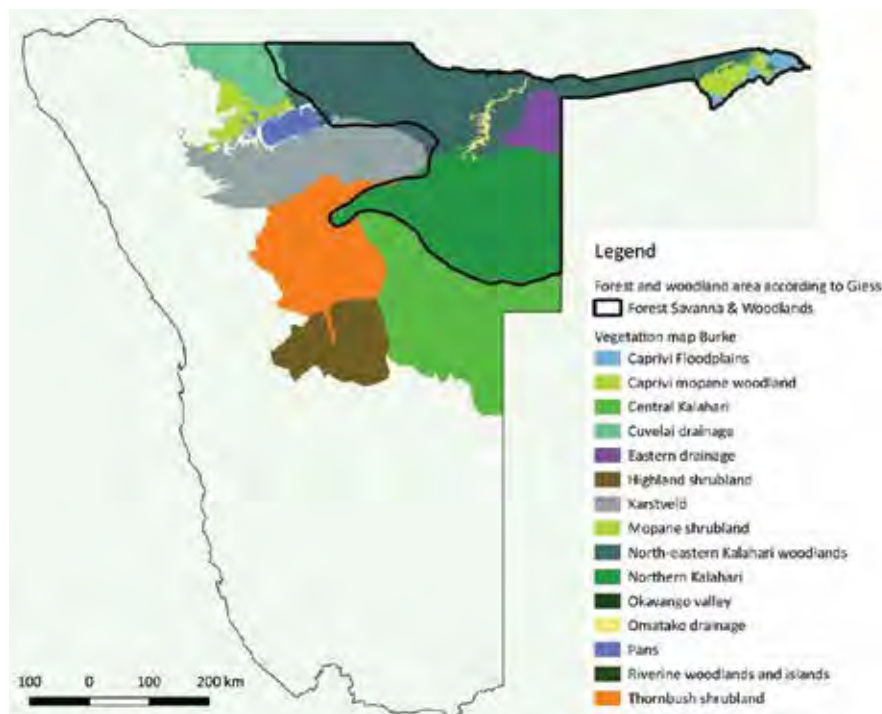 Legend
Forest and woodland area according to Giess
Forest Savanna & Woodlands
Vegetation map Burke
Caprivi Floodplains
Caprivi mopane woodland
Central Kalahari
Cuvelai drainage
Eastern drainage
Highland shrubland
Karstveld
Mopane shrubland
North-eastern Kalahari woodlands
Northern Kalahari
Okavango valley
Omatako drainage
Pans
Riverine woodlands and islands
Thornbush shrubland
100 0 100 200 km